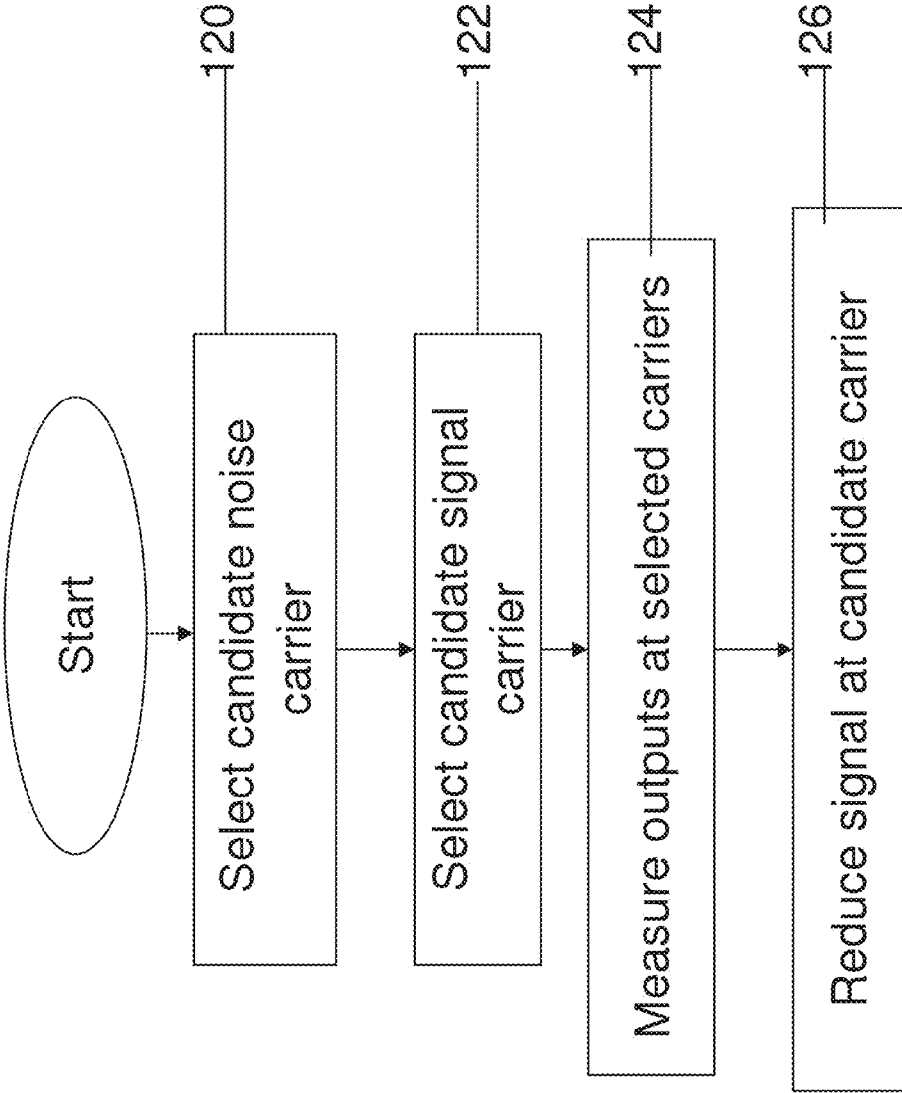 Start
Select candidate noise
carrier
120
Select candidate signal
carrier
122
Measure outputs at selected carriers
124
Reduce signal at candidate carrier
126